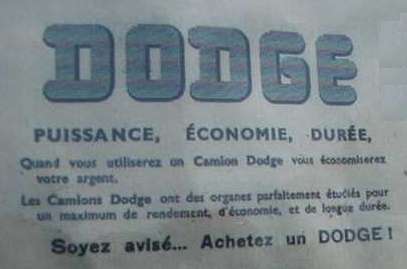 DODGE
PUISSANCE, ÉCONOMIE, DURÉE,
Quand vous utiliserez un Camion Dodge vous économiserez
votre argent.
Les Camions Dodge ont des organes parfaitement étudiés pour
un maximum de rendement, d'économie, et de longue durée.
Soyez avisé... Achetez un DODGE !